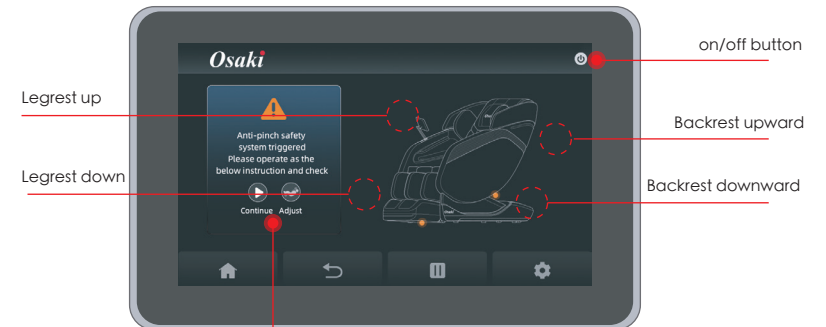 on/off button
Osaki
Legrest up
Backrest upward
Anti-pinch safety
system triggered
Please operate as the
below instruction and check
Legrest down
Backrest downward
Continue Adjust
Osaki